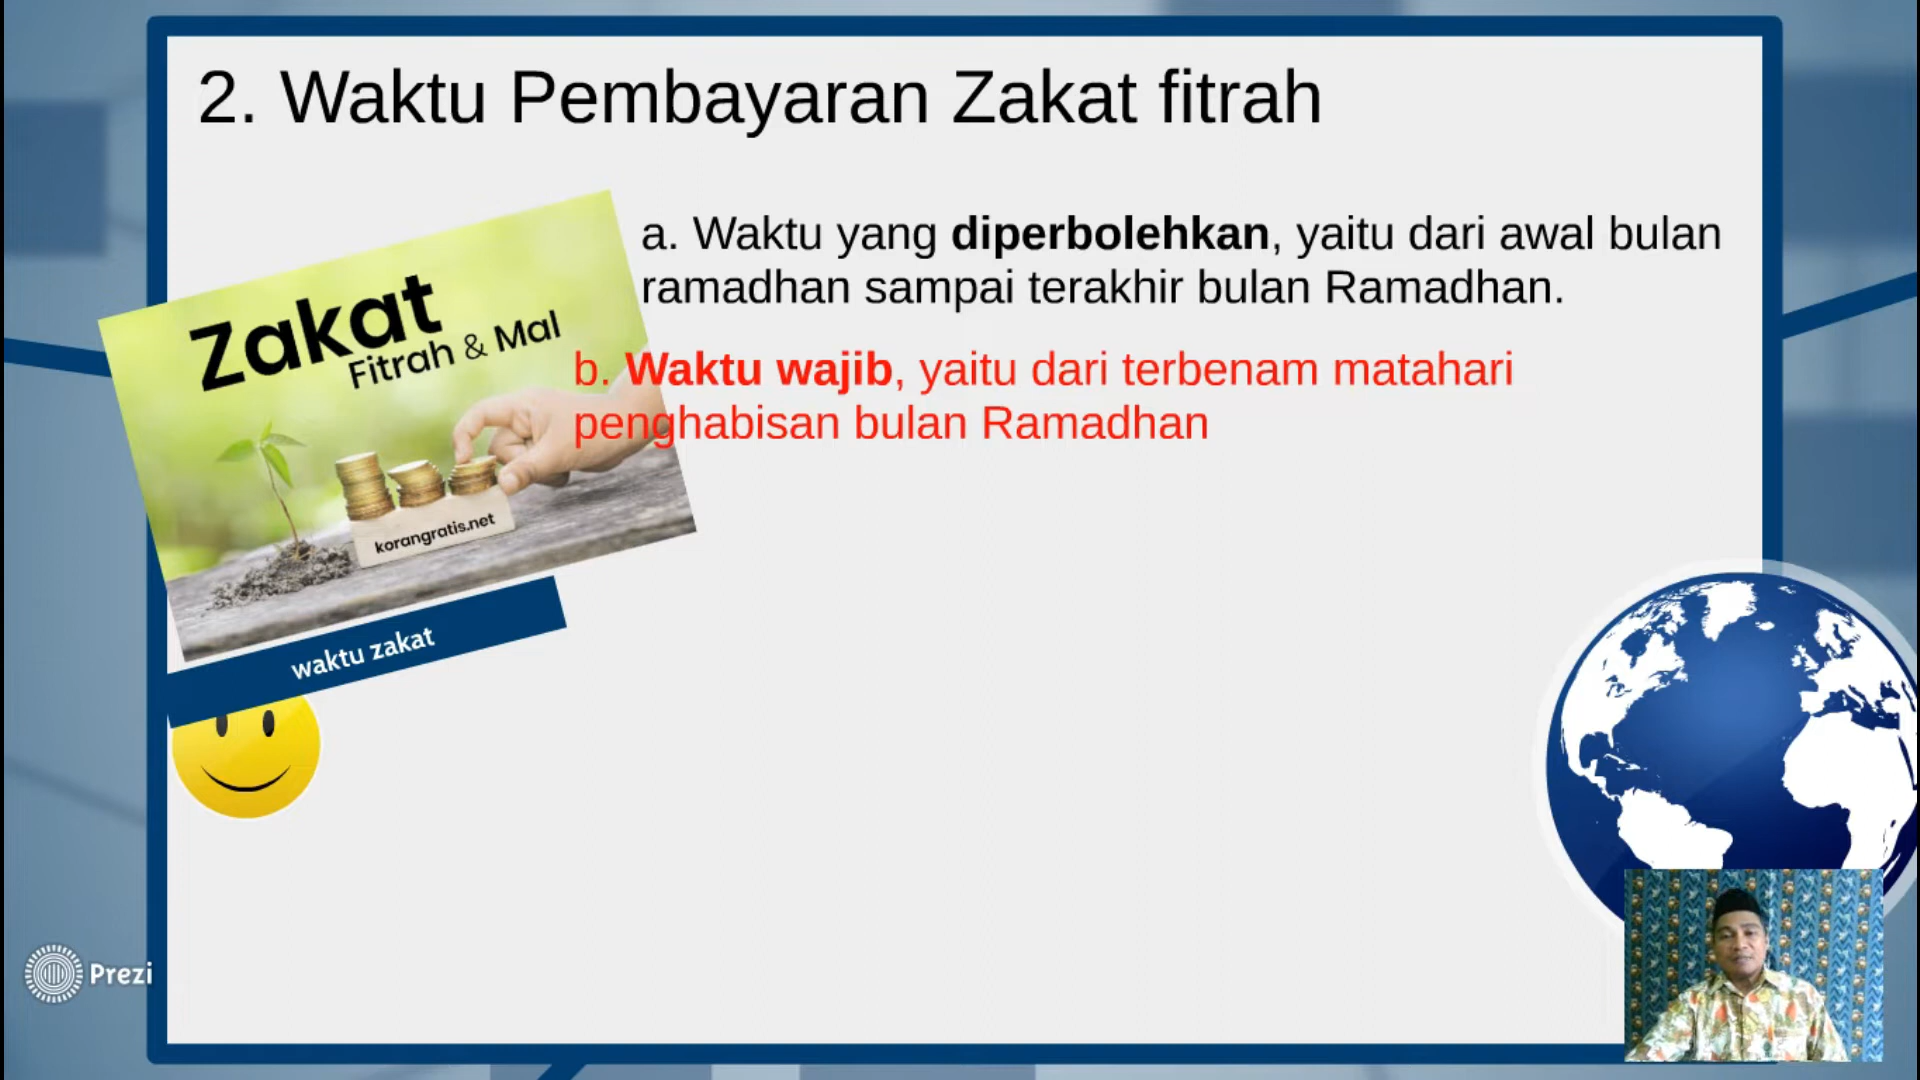 2. Waktu Pembayaran Zakat fitrah
a. Waktu yang diperbolehkan, yaitu dari awal bulan
ramadhan sampai terakhir bulan Ramadhan.
b. Waktu wajib, yaitu dari terbenam matahari
penghabisan bulan Ramadhan
Zakat
Fitrah & Mal
korangratis.net
waktu zakat
Prezi